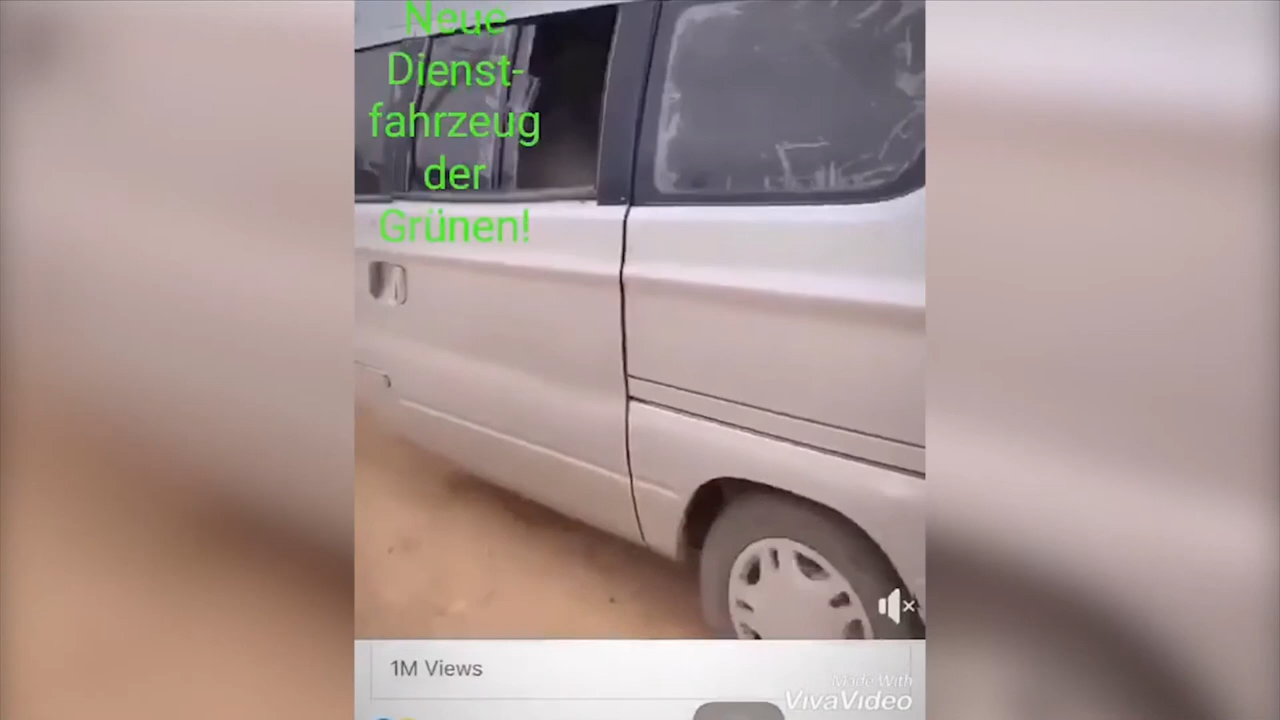 Neue
Dienst-
fahrzeug
der
Grünen!
1M Views
Made With
VivaVideo